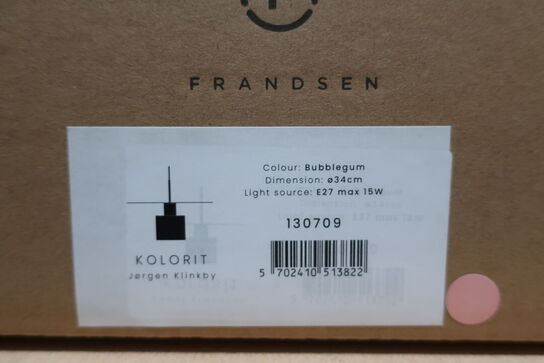 FRANDSEN
Colour: Bubblegum
Dimension: ø34cm
Light source: E27 max 15W
130709
KOLORIT
Jørgen Klinkby
5 702410 513822